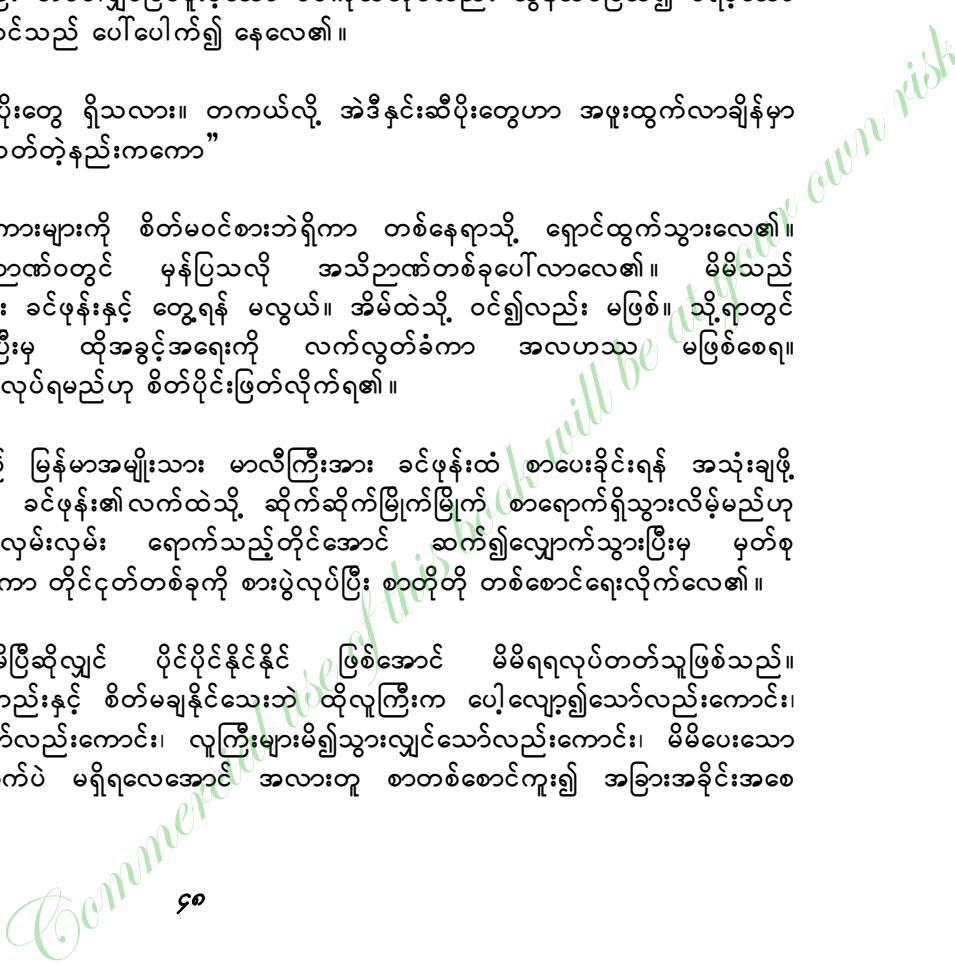 င်သည် ပေါ်ပေါက်၍ နေလေ၏။
ပိုးတွေ ရှိသလား။ တကယ်လို့ အဲဒီနှင်းဆီပိုးတွေဟာ အဖူးထွက်လာချိန်မှာ
တတ်တဲ့နည်းကကော”
ကားများကို စိတ်မဝင်စားဘဲရှိကာ တစ်နေရာသို့ ရှောင်ထွက်သွားလေ၏။
ဉာဏ်ဝတွင် မှန်ပြသလို အသိဉာဏ်တစ်ခုပေါ်လာလေ၏။ မိမိသည်
ခင်ဖုန်းနှင့် တွေ့ရန် မလွယ်။ အိမ်ထဲသို့ ဝင်၍လည်း မဖြစ်။ သို့ရာတွင်
ပြီးမှ ထိုအခွင့်အရေးကို လက်လွတ်ခံကာ အလဟဿ မဖြစ်စေရ။
လုပ်ရမည်ဟု စိတ်ပိုင်းဖြတ်လိုက်ရ၏။
မြန်မာအမျိုးသား မာလီကြီးအား ခင်ဖုန်းထံ စာပေးခိုင်းရန် အသုံးချဖို့
ခင်ဖုန်း၏လက်ထဲသို့ ဆိုက်ဆိုက်မြိုက်မြိုက် စာရောက်ရှိသွားလိမ့်မည်ဟု
လှမ်းလှမ်း ရောက်သည့်တိုင်အောင် ဆက်၍လျှောက်သွားပြီးမှ မှတ်စု
ကာ တိုင်ငုတ်တစ်ခုကို စားပွဲလုပ်ပြီး စာတိုတို တစ်စောင်ရေးလိုက်လေ၏။
မိပြီဆိုလျှင် ပိုင်ပိုင်နိုင်နိုင် ဖြစ်အောင် မိမိရရလုပ်တတ်သူဖြစ်သည်။
တည်းနှင့် စိတ်မချနိုင်သေးဘဲ ထိုလူကြီးက ပေါ့လျော့၍သော်လည်းကောင်း၊
ာ်လည်းကောင်း၊ လူကြီးများမိ၍သွားလျှင်သော်လည်းကောင်း၊ မိမိပေးသော
က်ပဲ မရှိရလေအောင် အလားတူ စာတစ်စောင်ကူး၍ အခြားအခိုင်းအစေ
၄၈
Commercial use of this book will be at your own risk